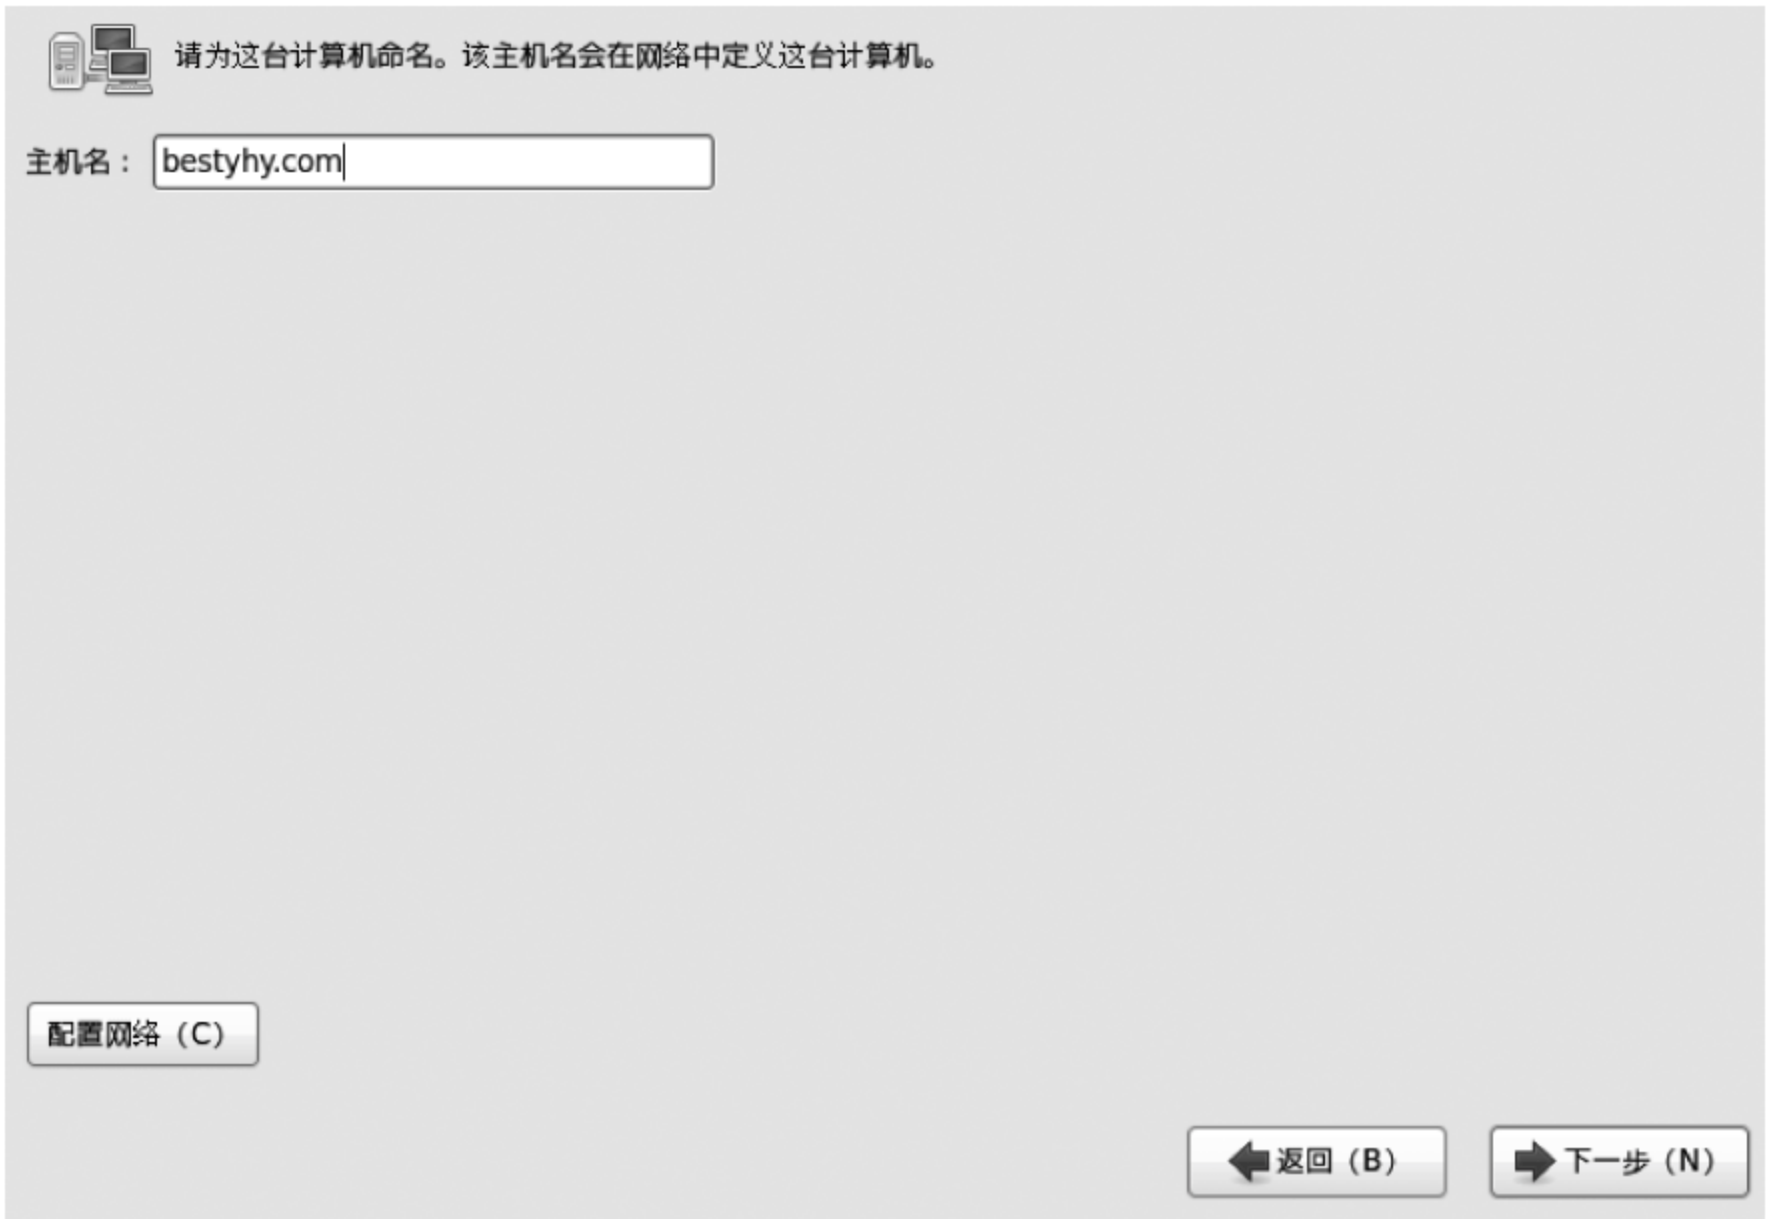 请为这台计算机命名。该主机名会在网络中定义这台计算机。
主机名：
bestyhy.com
配置网络（C）
返回（B）
下一步（N）